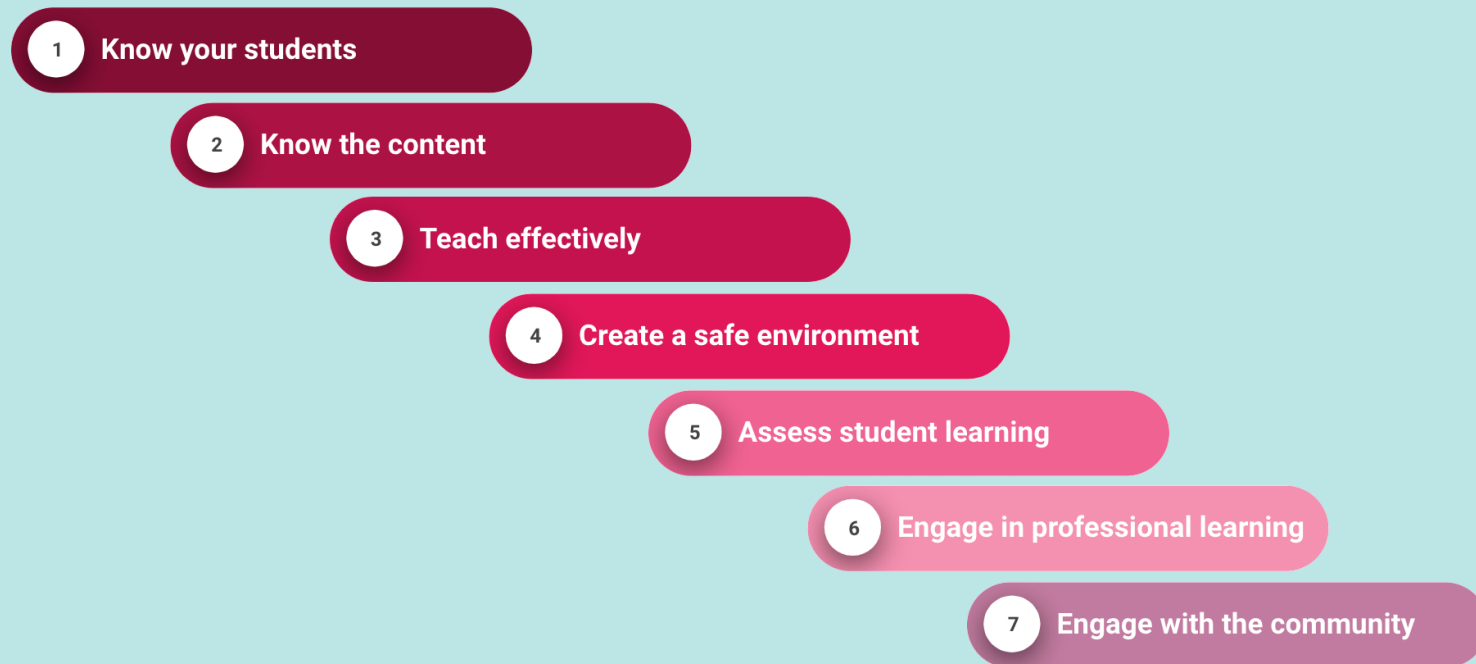 1 Know your students
2 Know the content
3 Teach effectively
4 Create a safe environment
5 Assess student learning
6 Engage in professional learning
7 Engage with the community